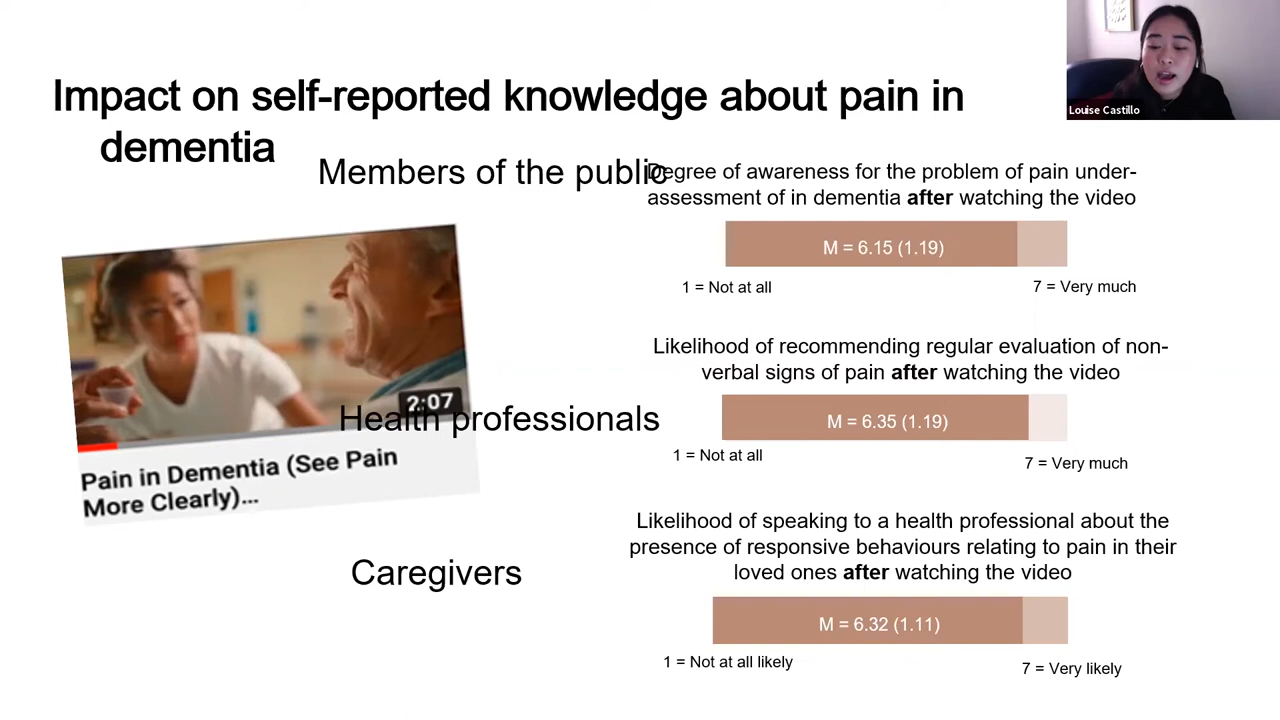 Impact on self-reported knowledge about pain in
dementia
Louise Castillo
Members of the public
Degree of awareness for the problem of pain under-
assessment of in dementia after watching the video
M = 6.15 (1.19)
1 = Not at all
7 = Very much
2:07
Pain in Dementia (See Pain
More Clearly)...
Health professionals
Likelihood of recommending regular evaluation of non-
verbal signs of pain after watching the video
M = 6.35 (1.19)
1 = Not at all
7 = Very much
Caregivers
Likelihood of speaking to a health professional about the
presence of responsive behaviours relating to pain in their
loved ones after watching the video
M = 6.32 (1.11)
1 = Not at all likely
7 = Very likely